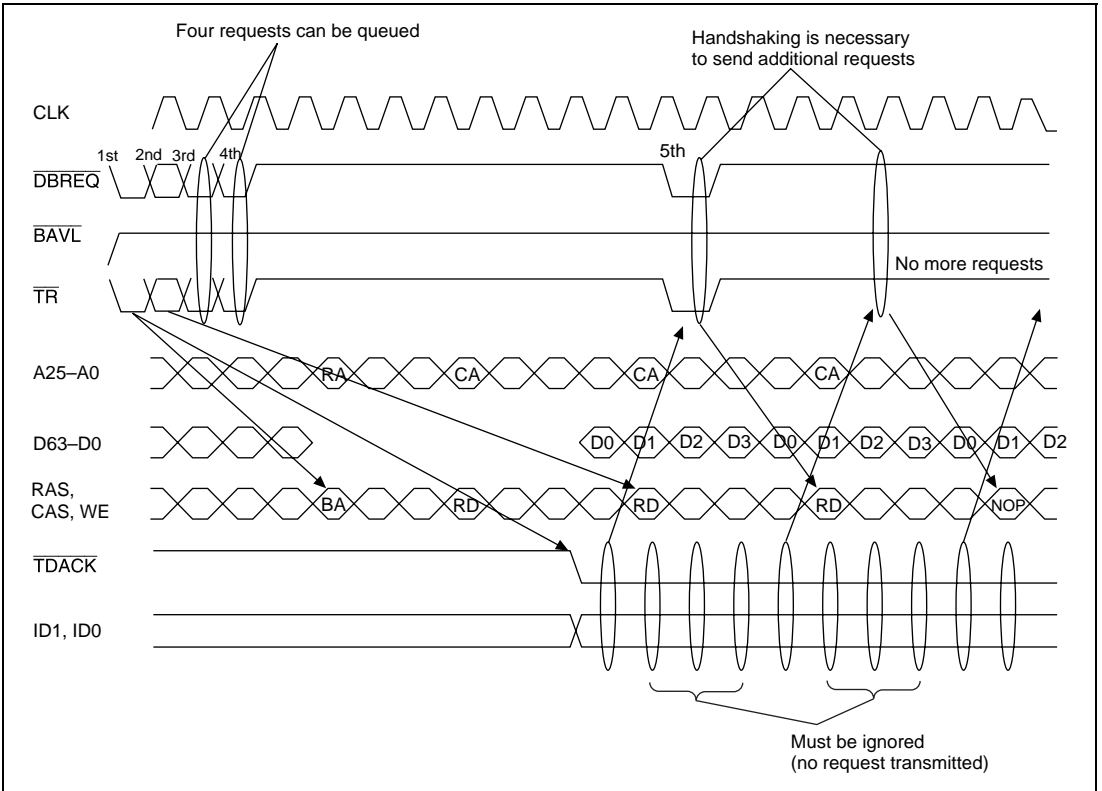 Four requests can be queued
Handshaking is necessary
to send additional requests
CLK
1st 2nd 3rd 4th 5th
DBREQ
BAVL
No more requests
TR
A25–A0 RA CA CA CA
D63–D0 D0 D1 D2 D3 D0 D1 D2 D3 D0 D1 D2
RAS,
CAS, WE BA RD RD RD NOP
TDACK
ID1, ID0
Must be ignored
(no request transmitted)